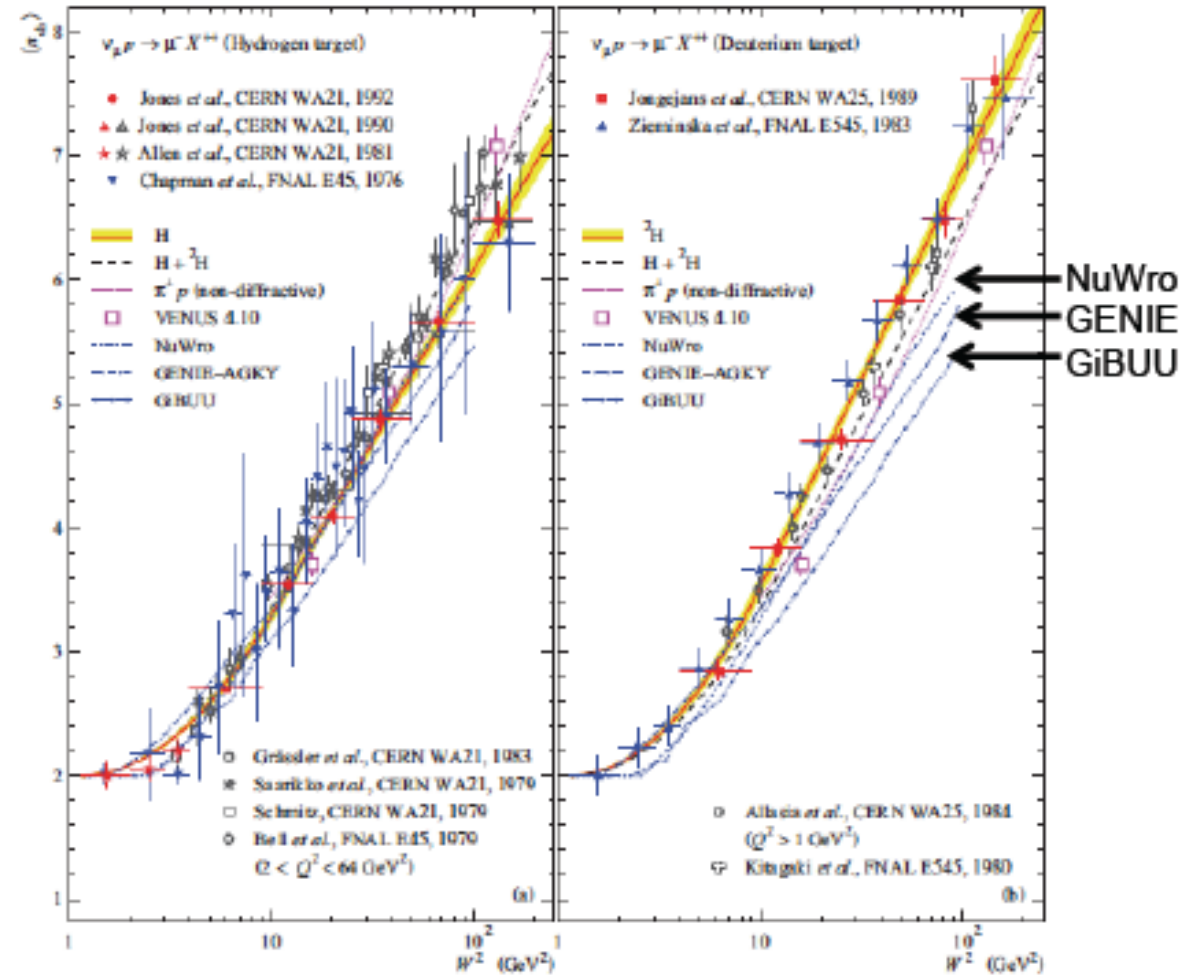 ⟨n_ch⟩
8
7
6
5
4
3
2
1
ν_μ p → μ⁻ X⁺⁺ (Hydrogen target)
Jones et al., CERN WA21, 1992
Jones et al., CERN WA21, 1990
Allen et al., CERN WA21, 1981
Chapman et al., FNAL E45, 1976
H
H + ²H
p (non-diffractive)
VENUS 4.10
NuWro
GENIE–AGKY
GiBUU
Grässler et al., CERN WA21, 1983
Saarikko et al., CERN WA21, 1979
Schmitz, CERN WA21, 1979
Bell et al., FNAL E45, 1979
(2 < Q² < 64 GeV²)
(a)
1 10 10²
W² (GeV²)
ν_μ p → μ⁻ X⁺⁺ (Deuterium target)
Jongejans et al., CERN WA25, 1989
Zieminska et al., FNAL E545, 1983
²H
H + ²H
p (non-diffractive)
VENUS 4.10
NuWro
GENIE–AGKY
GiBUU
Allasia et al., CERN WA25, 1984
(Q² > 1 GeV²)
Kitagaki et al., FNAL E545, 1980
(b)
1 10 10²
W² (GeV²)
NuWro
GENIE
GiBUU